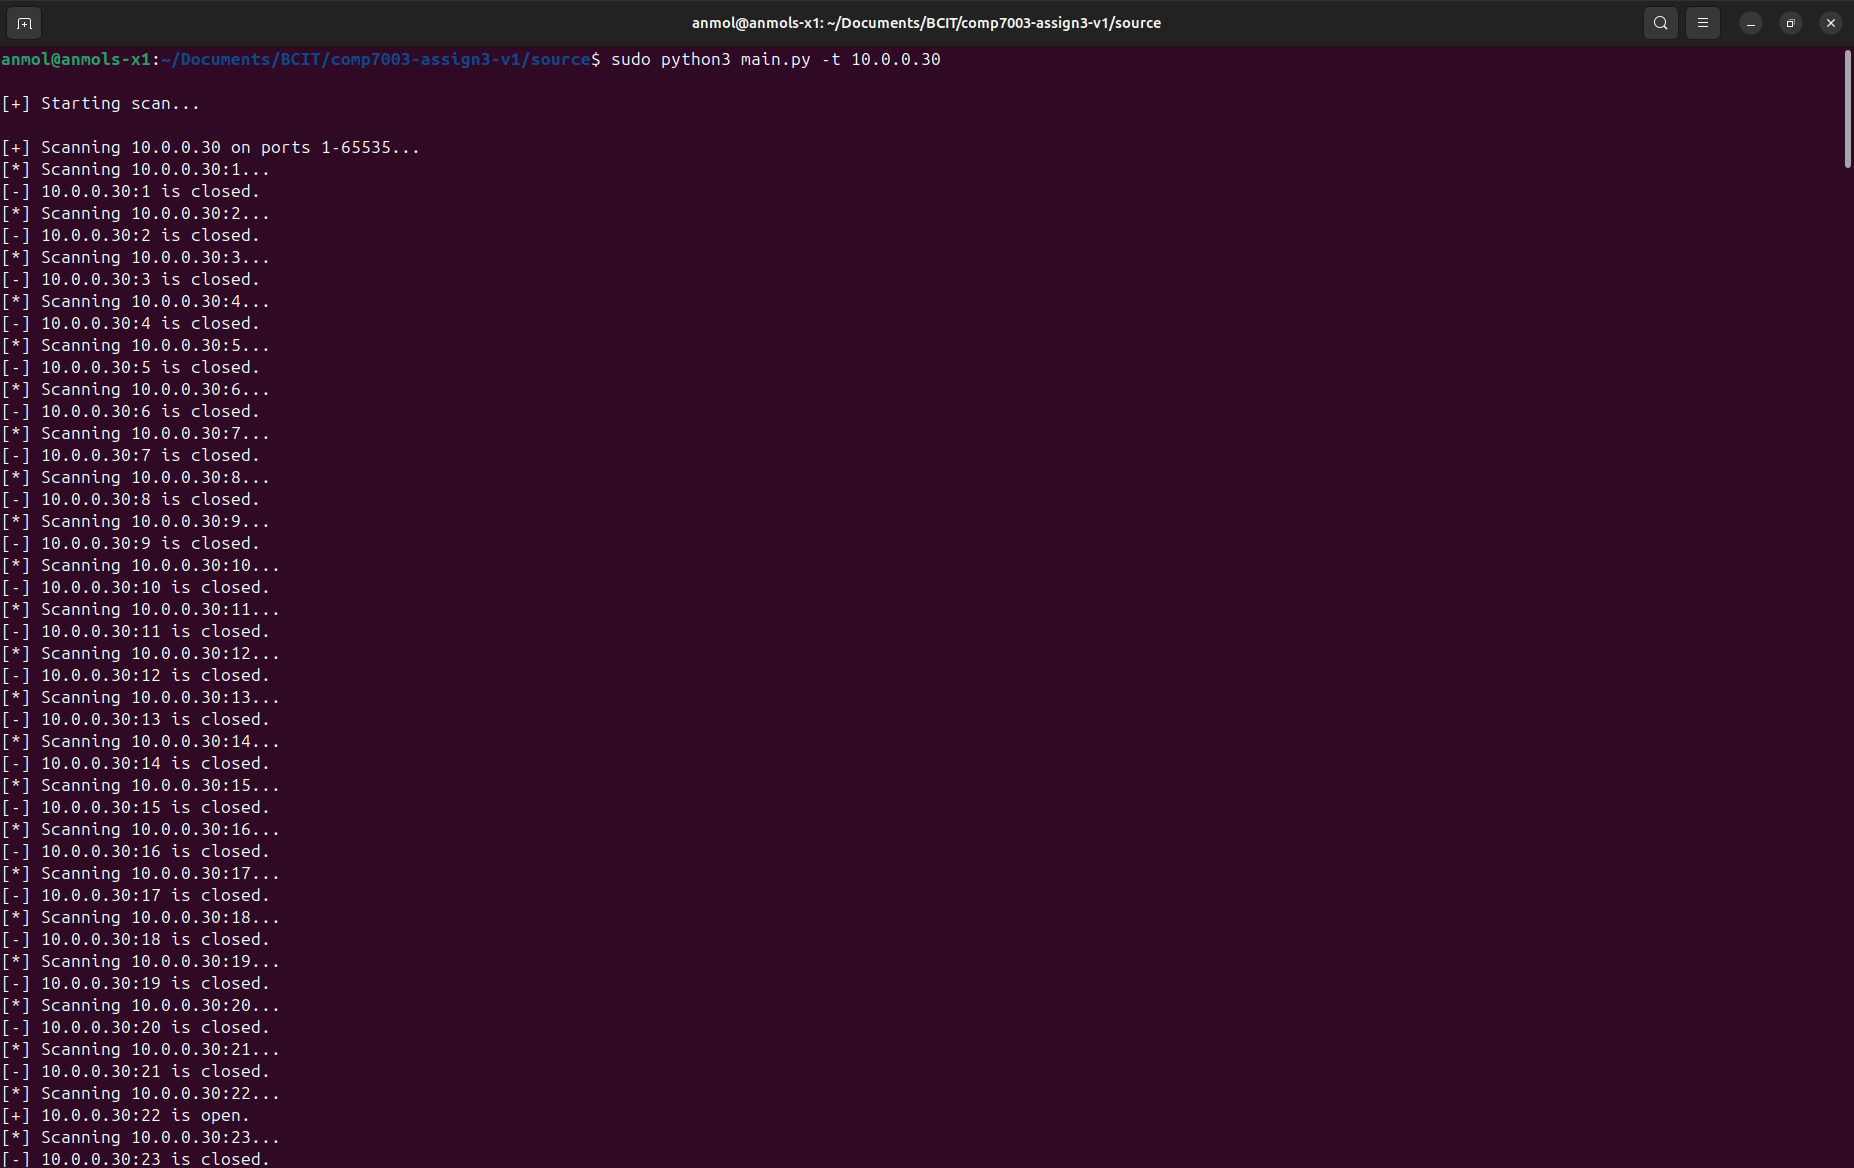 anmol@anmols-x1: ~/Documents/BCIT/comp7003-assign3-v1/source
anmol@anmols-x1:~/Documents/BCIT/comp7003-assign3-v1/source$ sudo python3 main.py -t 10.0.0.30
[+] Starting scan...
[+] Scanning 10.0.0.30 on ports 1-65535...
[*] Scanning 10.0.0.30:1...
[-] 10.0.0.30:1 is closed.
[*] Scanning 10.0.0.30:2...
[-] 10.0.0.30:2 is closed.
[*] Scanning 10.0.0.30:3...
[-] 10.0.0.30:3 is closed.
[*] Scanning 10.0.0.30:4...
[-] 10.0.0.30:4 is closed.
[*] Scanning 10.0.0.30:5...
[-] 10.0.0.30:5 is closed.
[*] Scanning 10.0.0.30:6...
[-] 10.0.0.30:6 is closed.
[*] Scanning 10.0.0.30:7...
[-] 10.0.0.30:7 is closed.
[*] Scanning 10.0.0.30:8...
[-] 10.0.0.30:8 is closed.
[*] Scanning 10.0.0.30:9...
[-] 10.0.0.30:9 is closed.
[*] Scanning 10.0.0.30:10...
[-] 10.0.0.30:10 is closed.
[*] Scanning 10.0.0.30:11...
[-] 10.0.0.30:11 is closed.
[*] Scanning 10.0.0.30:12...
[-] 10.0.0.30:12 is closed.
[*] Scanning 10.0.0.30:13...
[-] 10.0.0.30:13 is closed.
[*] Scanning 10.0.0.30:14...
[-] 10.0.0.30:14 is closed.
[*] Scanning 10.0.0.30:15...
[-] 10.0.0.30:15 is closed.
[*] Scanning 10.0.0.30:16...
[-] 10.0.0.30:16 is closed.
[*] Scanning 10.0.0.30:17...
[-] 10.0.0.30:17 is closed.
[*] Scanning 10.0.0.30:18...
[-] 10.0.0.30:18 is closed.
[*] Scanning 10.0.0.30:19...
[-] 10.0.0.30:19 is closed.
[*] Scanning 10.0.0.30:20...
[-] 10.0.0.30:20 is closed.
[*] Scanning 10.0.0.30:21...
[-] 10.0.0.30:21 is closed.
[*] Scanning 10.0.0.30:22...
[+] 10.0.0.30:22 is open.
[*] Scanning 10.0.0.30:23...
[-] 10.0.0.30:23 is closed.